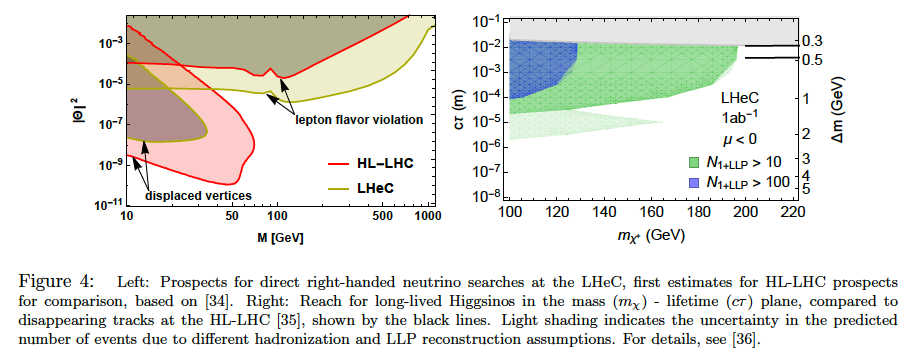 10⁻³
10⁻⁵
10⁻⁷
10⁻⁹
10⁻¹¹
|Θ|²
10
50
100
500
1000
M [GeV]
lepton flavor violation
HL-LHC
LHeC
displaced vertices
10⁻¹
10⁻²
10⁻³
10⁻⁴
10⁻⁵
10⁻⁶
10⁻⁷
10⁻⁸
cτ (m)
100
120
140
160
180
200
220
m_χ⁺ (GeV)
0.3
0.5
1
2
3
4
5
Δm (GeV)
LHeC
1ab⁻¹
μ < 0
N₁₊LLP > 10
N₁₊LLP > 100
Figure 4: Left: Prospects for direct right-handed neutrino searches at the LHeC, first estimates for HL-LHC prospects
for comparison, based on [34]. Right: Reach for long-lived Higgsinos in the mass (mχ) - lifetime (cτ) plane, compared to
disappearing tracks at the HL-LHC [35], shown by the black lines. Light shading indicates the uncertainty in the predicted
number of events due to different hadronization and LLP reconstruction assumptions. For details, see [36].